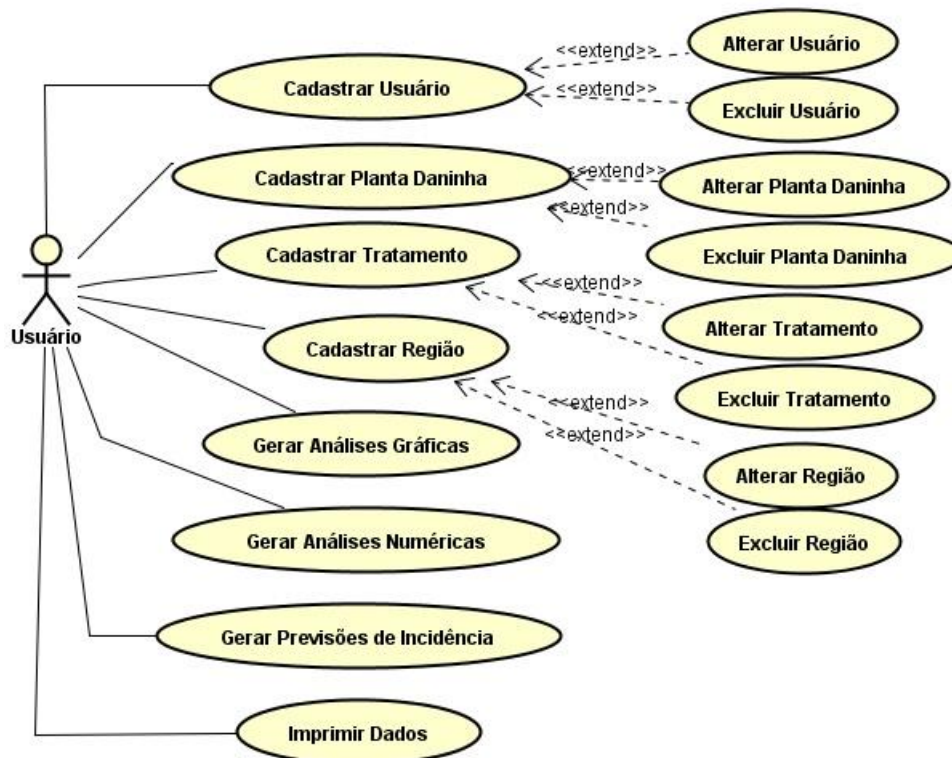 Alterar Usuário
<<extend>>
Cadastrar Usuário
<<extend>>
Excluir Usuário
Cadastrar Planta Daninha
<<extend>>
Alterar Planta Daninha
<<extend>>
Cadastrar Tratamento
Excluir Planta Daninha
<<extend>>
Usuário
<<extend>>
Alterar Tratamento
Cadastrar Região
Excluir Tratamento
<<extend>>
<<extend>>
Gerar Análises Gráficas
Alterar Região
Gerar Análises Numéricas
Excluir Região
Gerar Previsões de Incidência
Imprimir Dados